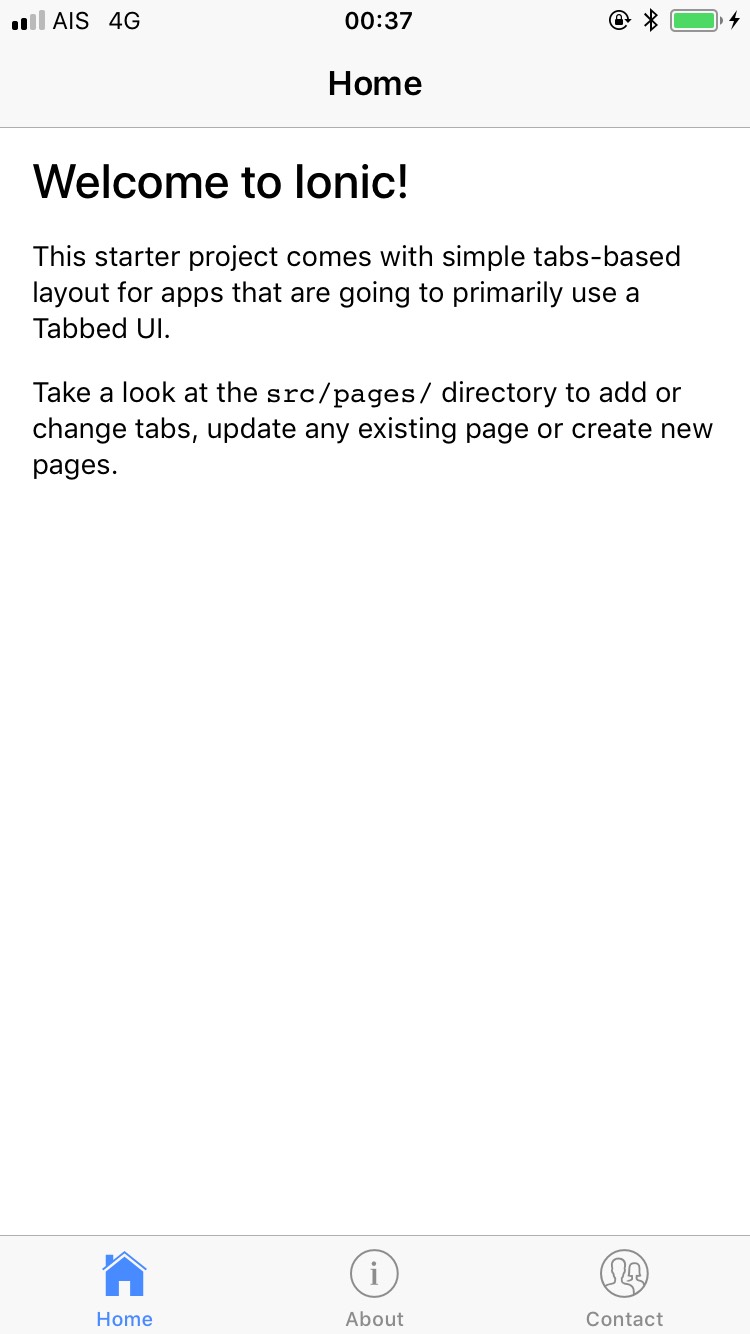 AIS 4G 00:37
Home
Welcome to Ionic!
This starter project comes with simple tabs-based
layout for apps that are going to primarily use a
Tabbed UI.
Take a look at the src/pages/ directory to add or
change tabs, update any existing page or create new
pages.
Home About Contact